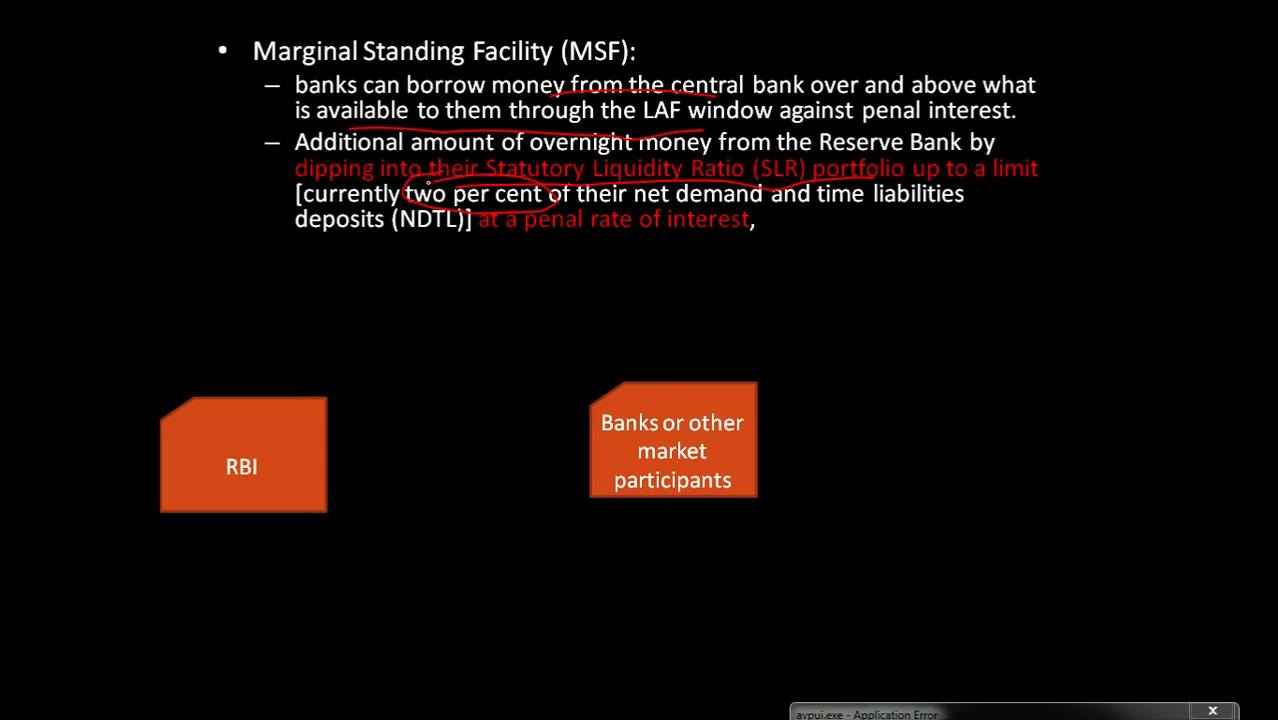 • Marginal Standing Facility (MSF):
– banks can borrow money from the central bank over and above what
is available to them through the LAF window against penal interest.
– Additional amount of overnight money from the Reserve Bank by
dipping into their Statutory Liquidity Ratio (SLR) portfolio up to a limit
[currently two per cent of their net demand and time liabilities
deposits (NDTL)] at a penal rate of interest,
Banks or other
market
participants
RBI
avpui.exe - Application Error